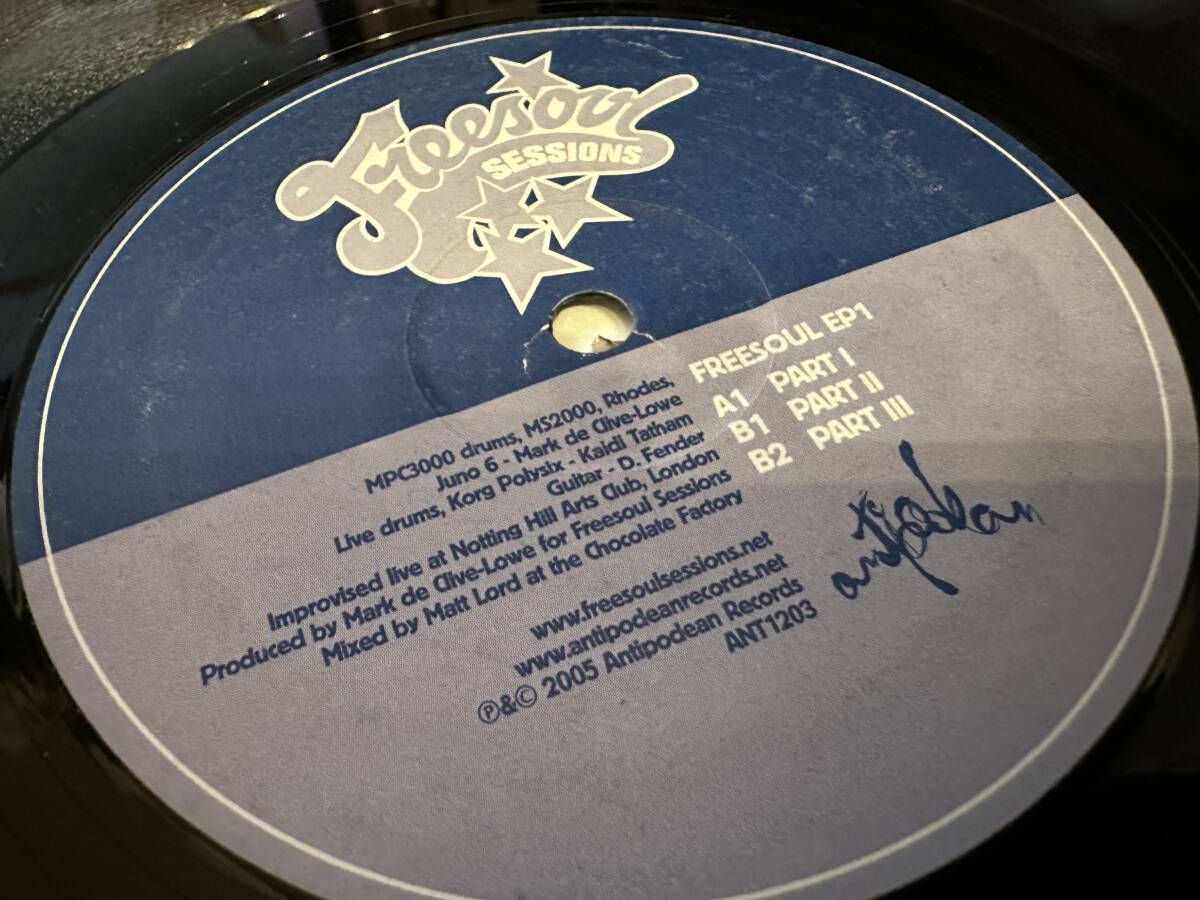 Freesoul
SESSIONS
FREESOUL EP1
A1 PART I
B1 PART II
B2 PART III
MPC3000 drums, MS2000, Rhodes,
Juno 6 - Mark de Clive-Lowe
Live drums, Korg Polysix - Kaidi Tatham
Guitar - D. Fender
Improvised live at Notting Hill Arts Club, London
Produced by Mark de Clive-Lowe for Freesoul Sessions
Mixed by Matt Lord at the Chocolate Factory
www.freesoulsessions.net
www.antipodeanrecords.net
℗&© 2005 Antipodean Records
ANT1203
antipodean